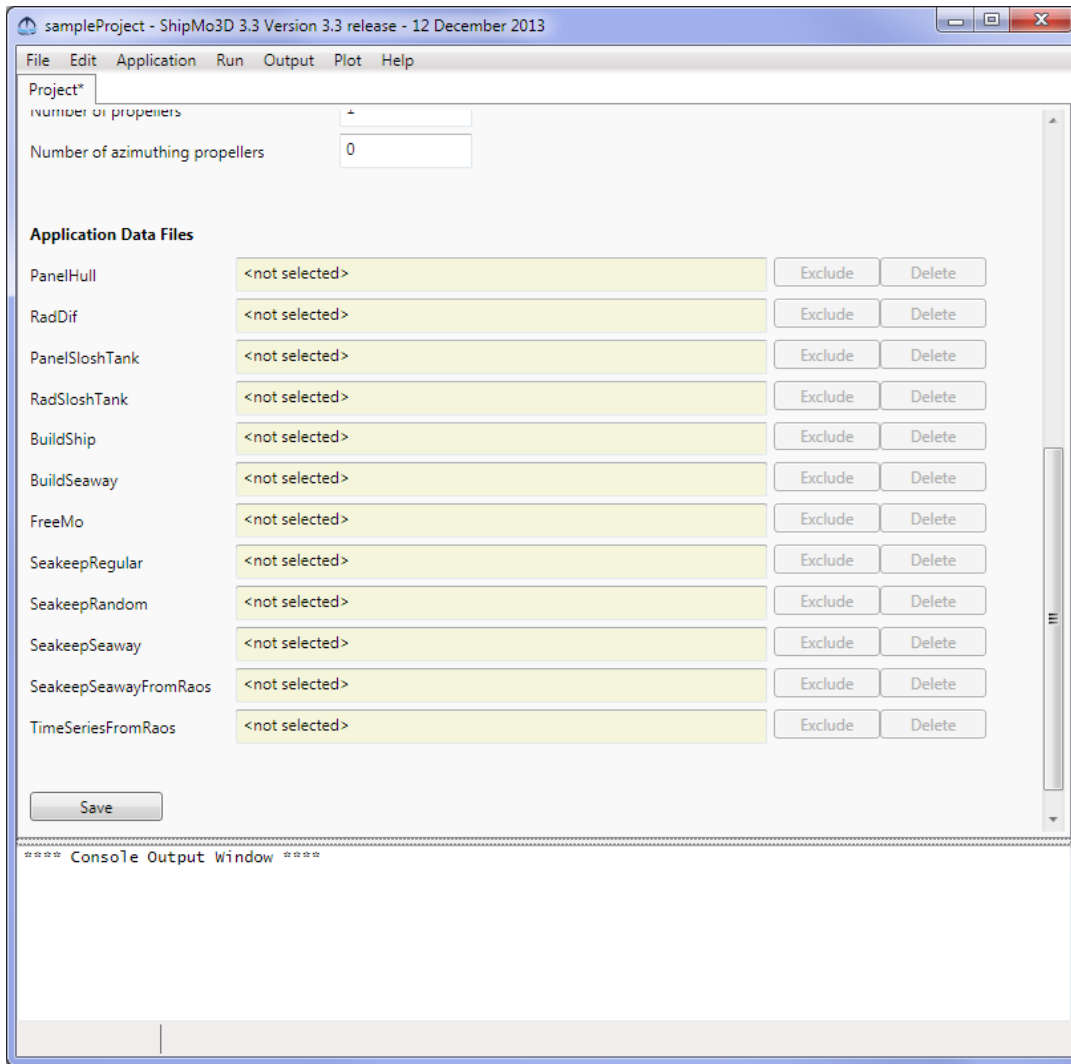 sampleProject - ShipMo3D 3.3 Version 3.3 release - 12 December 2013
File Edit Application Run Output Plot Help
Project*
Number of propellers 1
Number of azimuthing propellers 0
Application Data Files
PanelHull <not selected> Exclude Delete
RadDif <not selected> Exclude Delete
PanelSloshTank <not selected> Exclude Delete
RadSloshTank <not selected> Exclude Delete
BuildShip <not selected> Exclude Delete
BuildSeaway <not selected> Exclude Delete
FreeMo <not selected> Exclude Delete
SeakeepRegular <not selected> Exclude Delete
SeakeepRandom <not selected> Exclude Delete
SeakeepSeaway <not selected> Exclude Delete
SeakeepSeawayFromRaos <not selected> Exclude Delete
TimeSeriesFromRaos <not selected> Exclude Delete
Save
**** Console Output Window ****